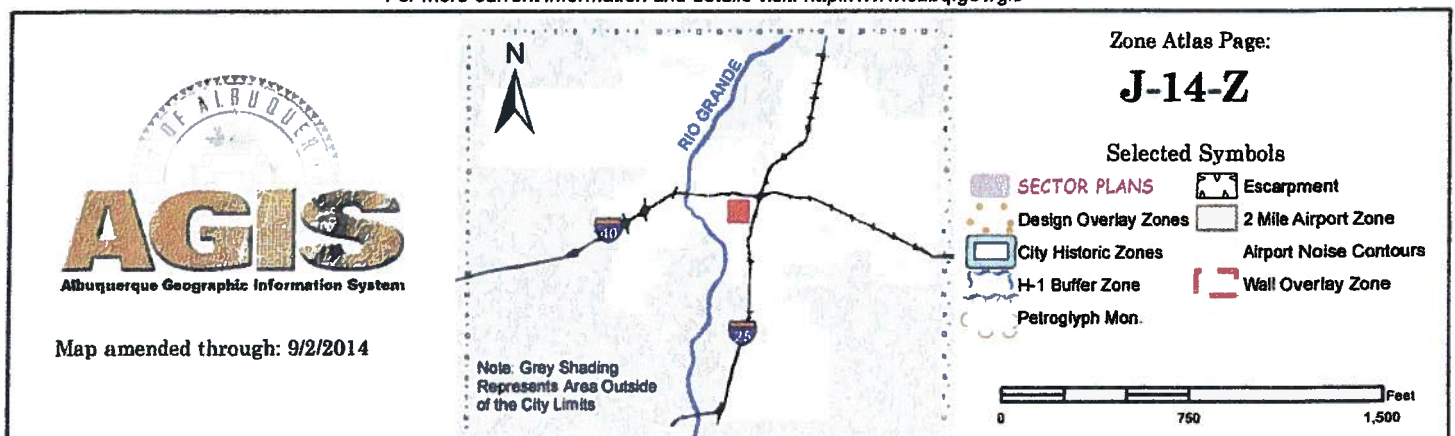 OF ALBUQUER
AGIS
Albuquerque Geographic Information System
Map amended through: 9/2/2014
N
RIO GRANDE
40
25
Note: Grey Shading
Represents Area Outside
of the City Limits
Zone Atlas Page:
J-14-Z
Selected Symbols
SECTOR PLANS
Escarpment
Design Overlay Zones
2 Mile Airport Zone
City Historic Zones
Airport Noise Contours
H-1 Buffer Zone
Wall Overlay Zone
Petroglyph Mon.
Feet
0 750 1,500